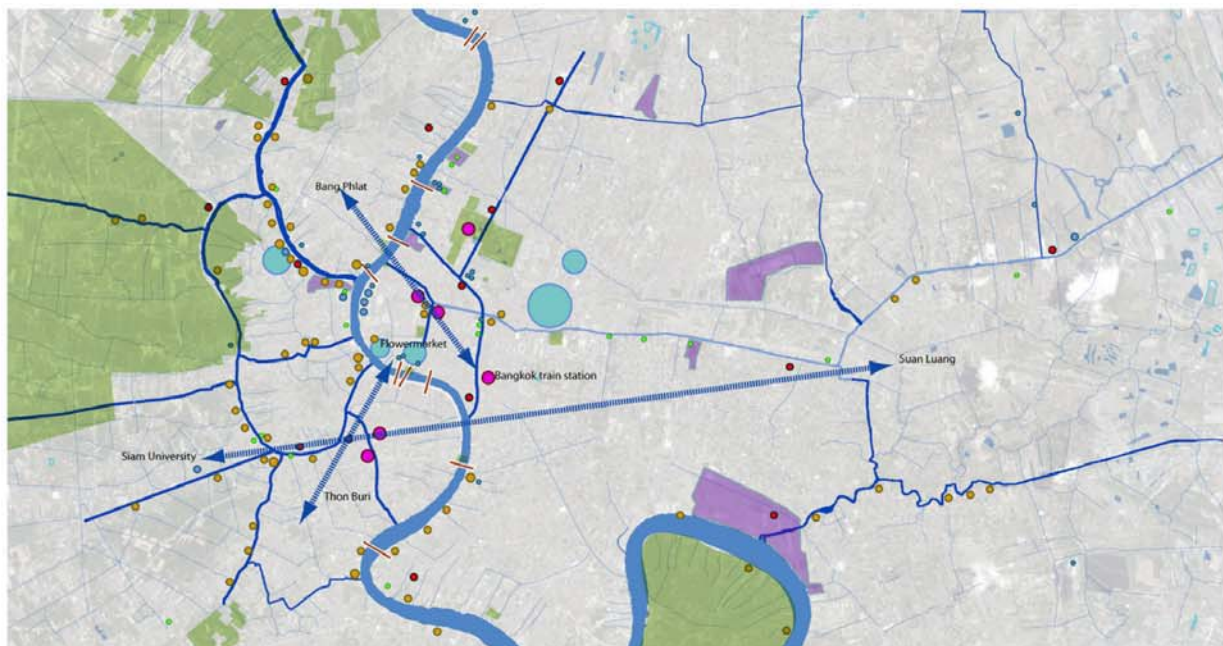 Bang Phlat
Flowermarket
Suan Luang
Bangkok train station
Siam University
Thon Buri